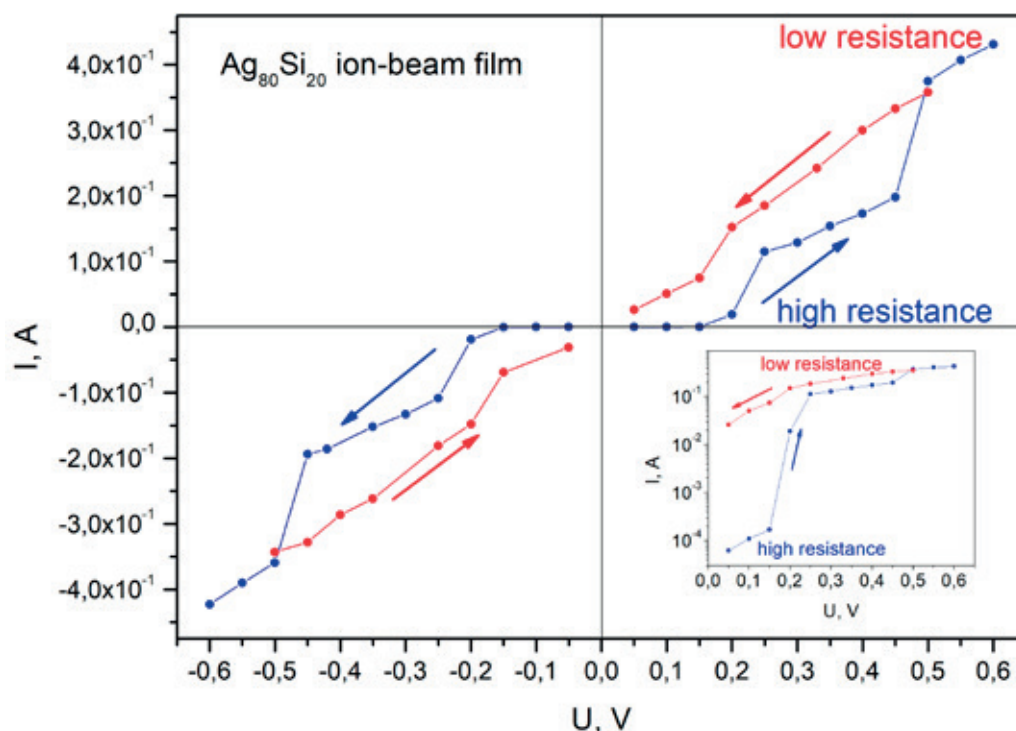 Ag80Si20 ion-beam film
low resistance
high resistance
I, A
4,0x10⁻¹
3,0x10⁻¹
2,0x10⁻¹
1,0x10⁻¹
0,0
-1,0x10⁻¹
-2,0x10⁻¹
-3,0x10⁻¹
-4,0x10⁻¹
-0,6 -0,5 -0,4 -0,3 -0,2 -0,1 0,0 0,1 0,2 0,3 0,4 0,5 0,6
U, V
low resistance
high resistance
I, A
10⁻¹
10⁻²
10⁻³
10⁻⁴
0,0 0,1 0,2 0,3 0,4 0,5 0,6
U, V